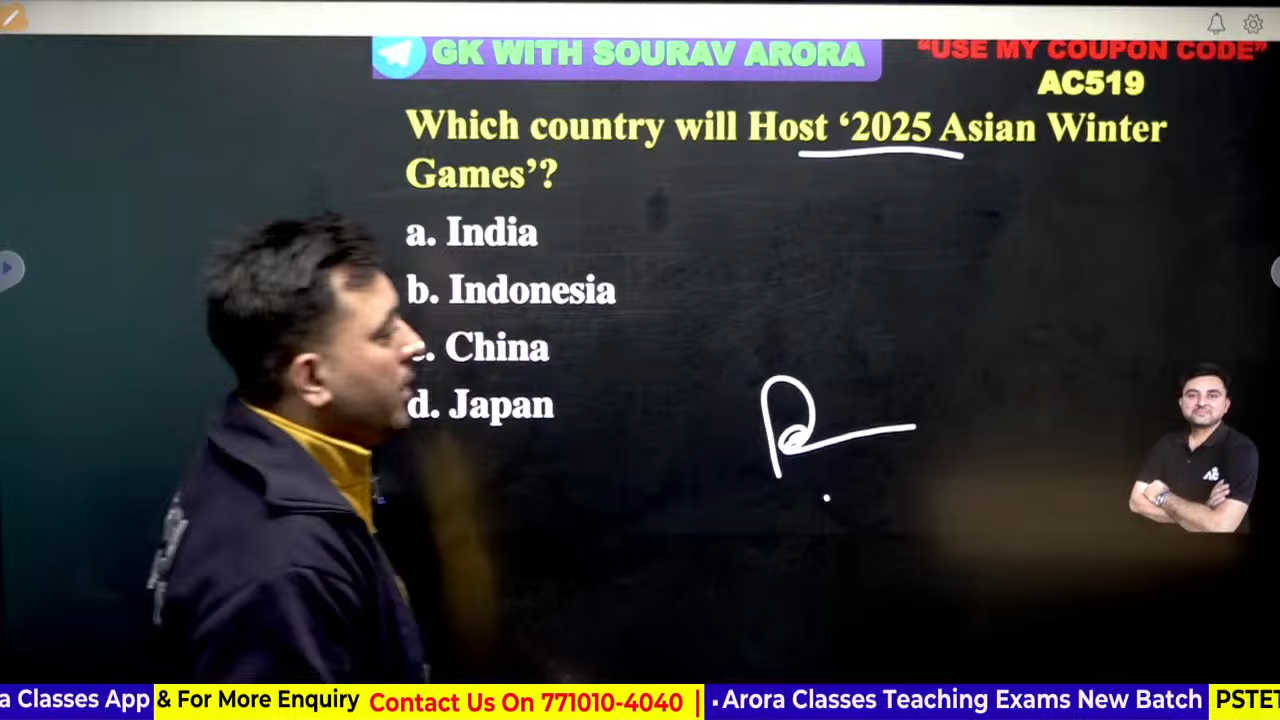 GK WITH SOURAV ARORA
“USE MY COUPON CODE”
AC519
Which country will Host ‘2025 Asian Winter
Games’?
a. India
b. Indonesia
c. China
d. Japan
AC
a Classes App & For More Enquiry Contact Us On 771010-4040 | • Arora Classes Teaching Exams New Batch PSTET